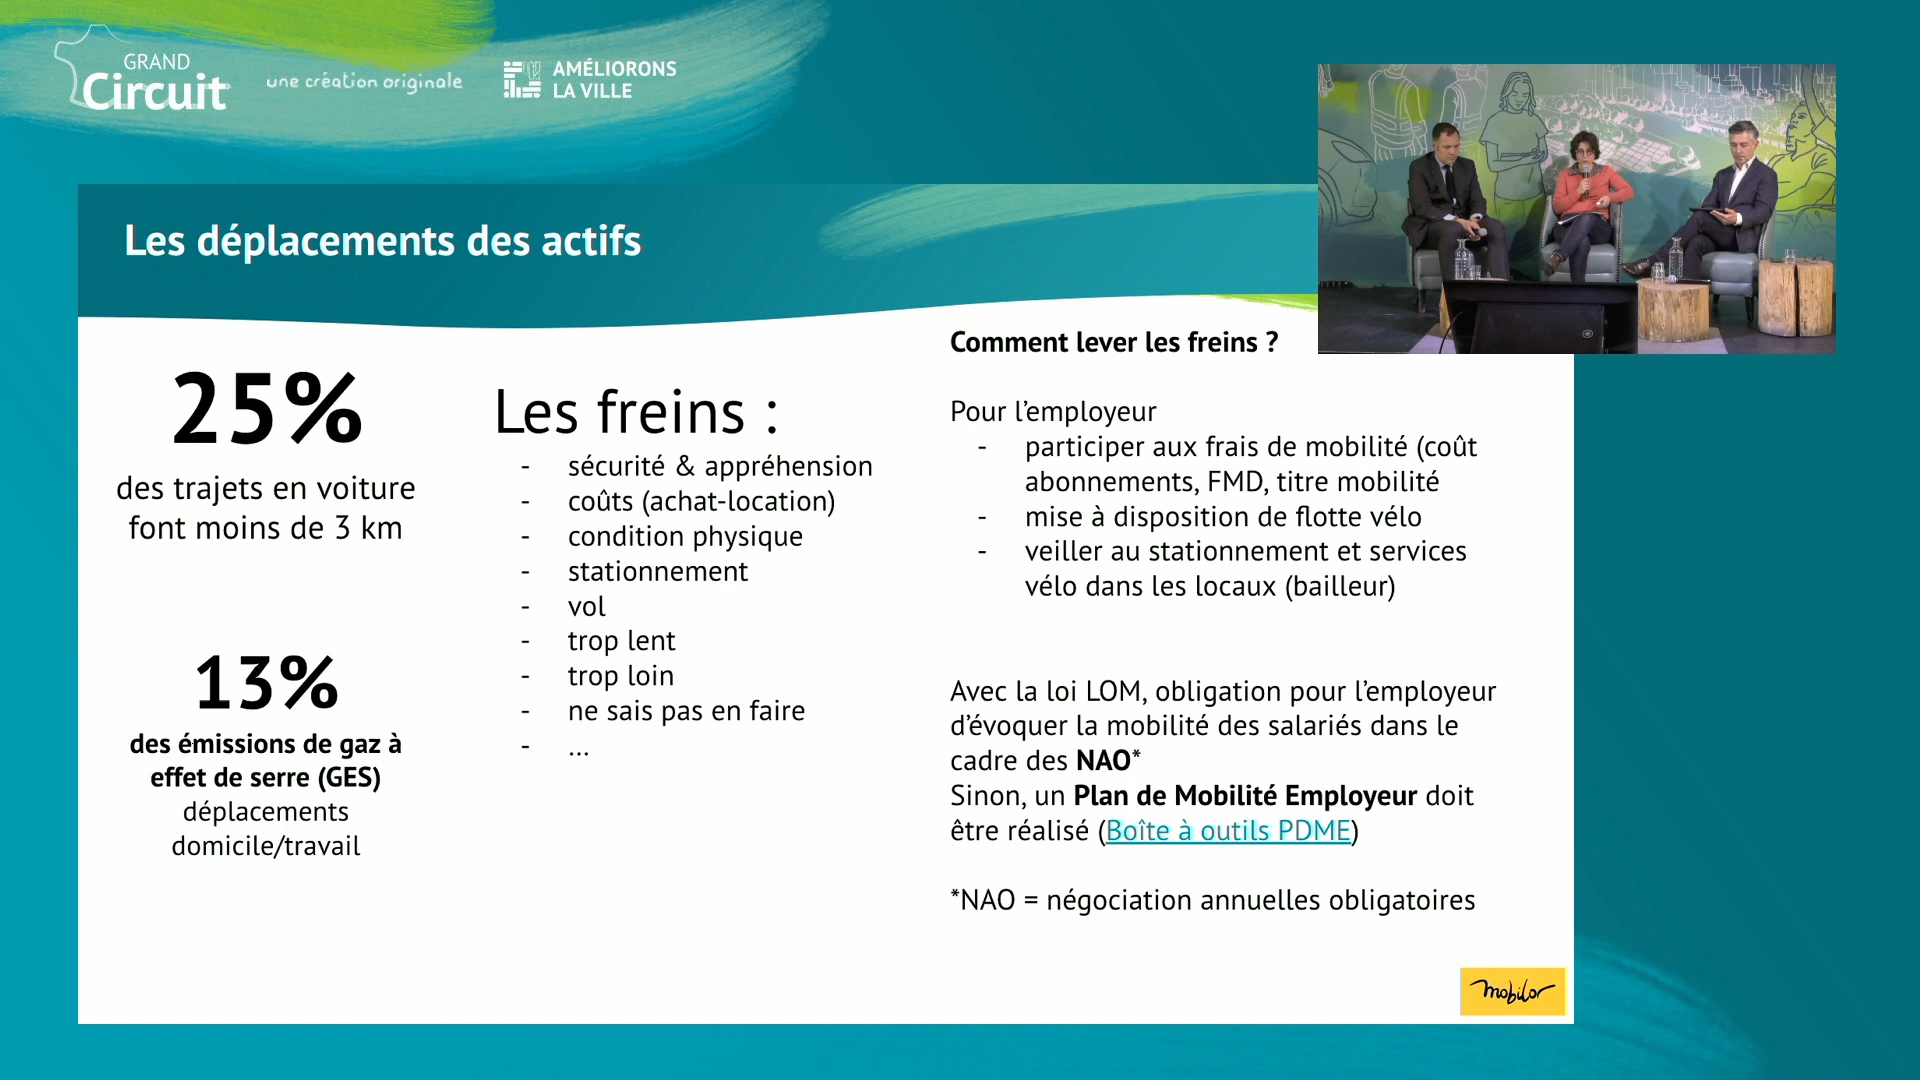 GRAND
Circuit
une création originale
AMÉLIORONS
LA VILLE
Les déplacements des actifs
25%
des trajets en voiture
font moins de 3 km
13%
des émissions de gaz à
effet de serre (GES)
déplacements
domicile/travail
Les freins :
- sécurité & appréhension
- coûts (achat-location)
- condition physique
- stationnement
- vol
- trop lent
- trop loin
- ne sais pas en faire
- ...
Comment lever les freins ?
Pour l’employeur
- participer aux frais de mobilité (coût
abonnements, FMD, titre mobilité
- mise à disposition de flotte vélo
- veiller au stationnement et services
vélo dans les locaux (bailleur)
Avec la loi LOM, obligation pour l’employeur
d’évoquer la mobilité des salariés dans le
cadre des NAO*
Sinon, un Plan de Mobilité Employeur doit
être réalisé (Boîte à outils PDME)
*NAO = négociation annuelles obligatoires
mobilor